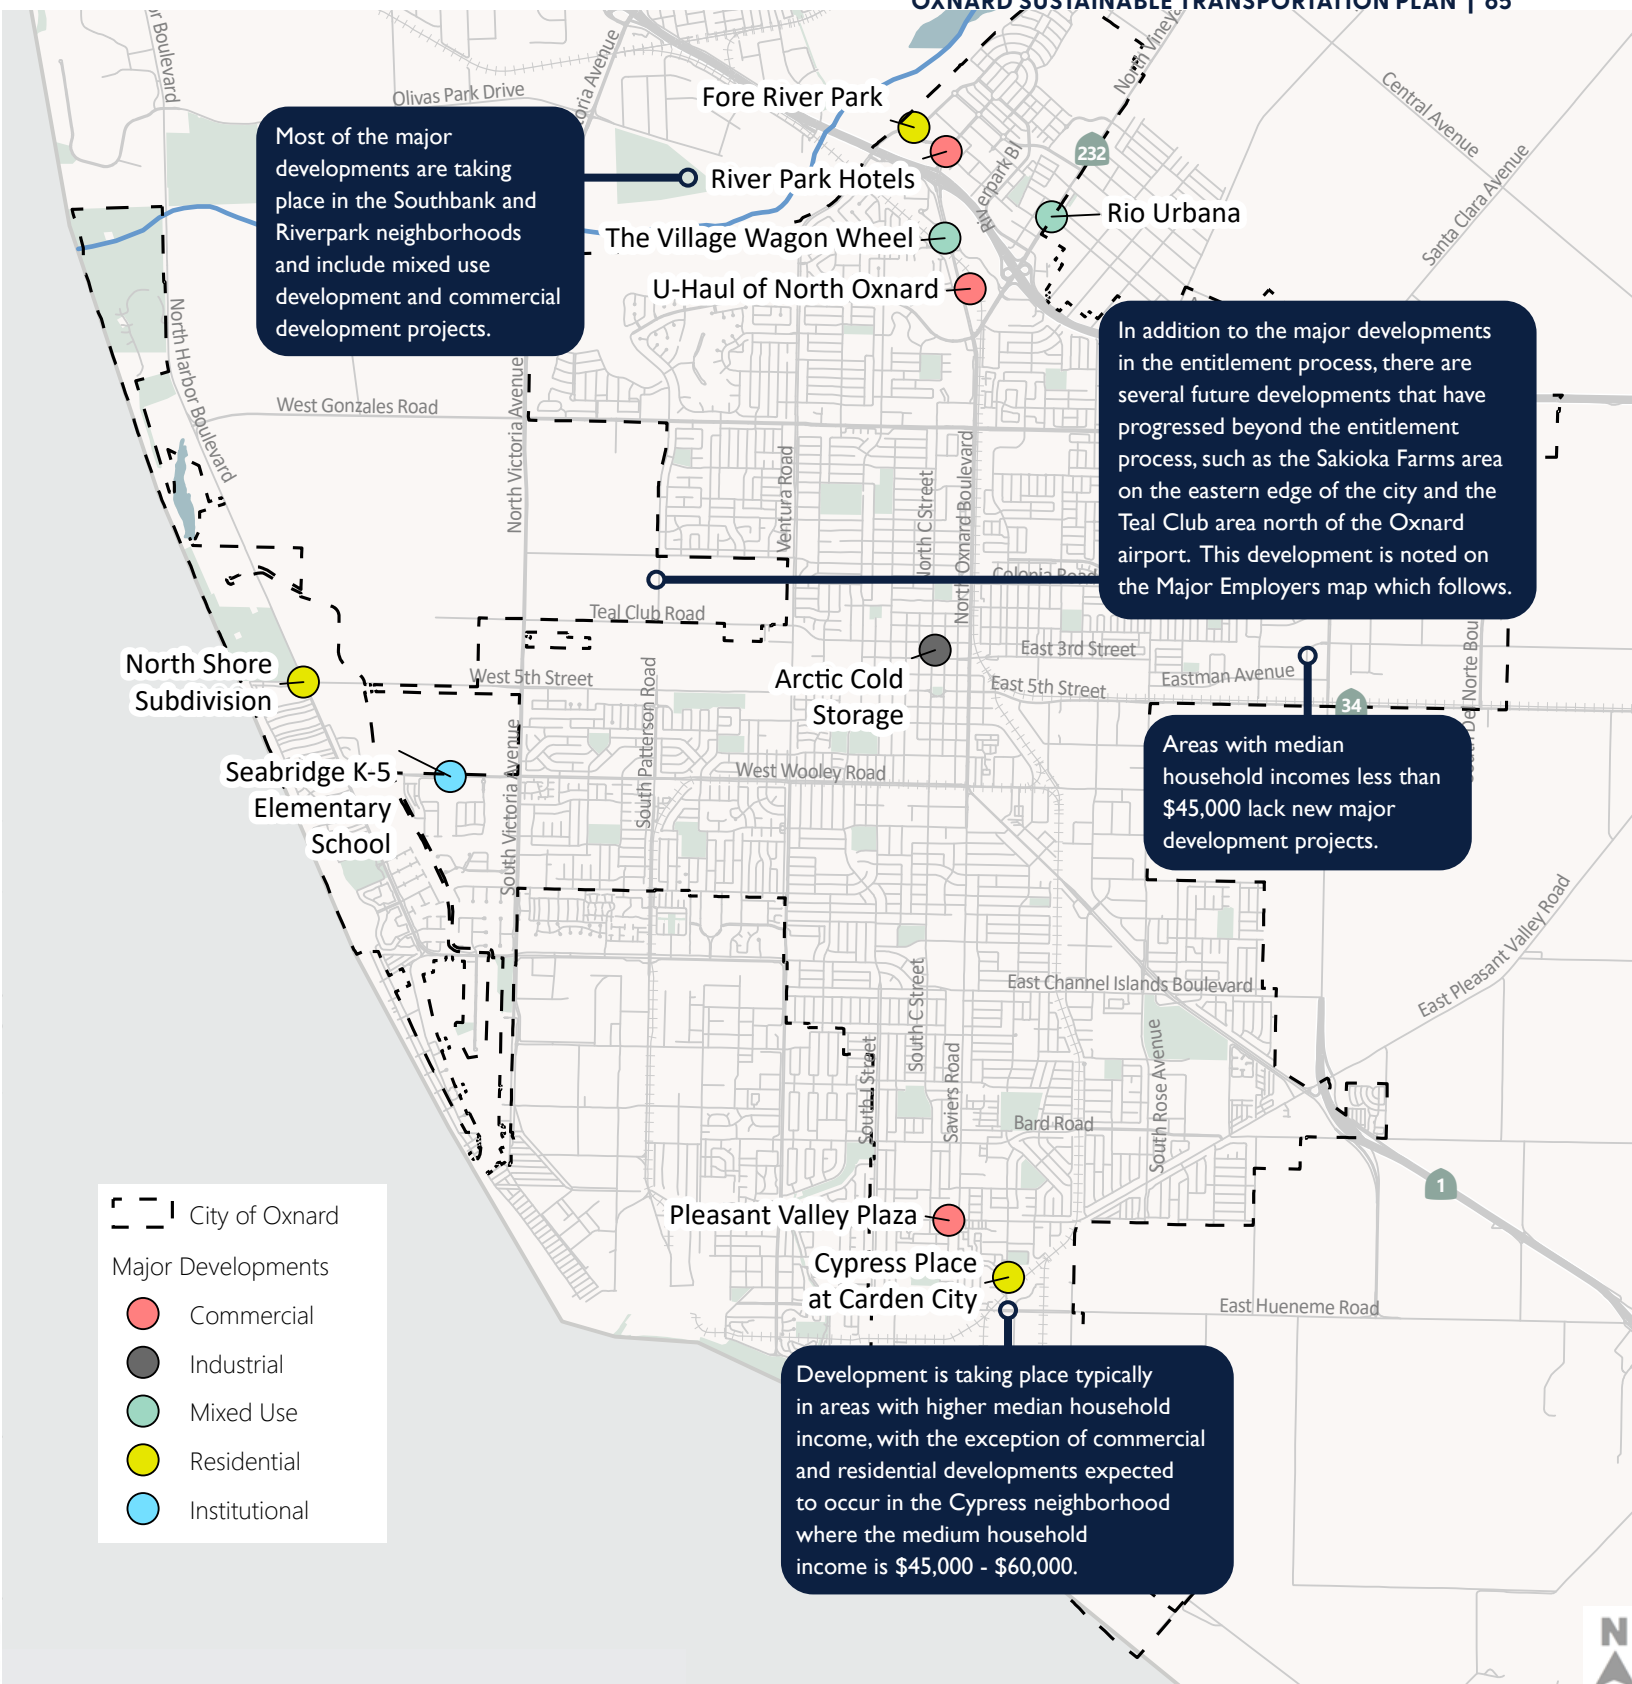 OXNARD SUSTAINABLE TRANSPORTATION PLAN | 65
Olivas Park Drive
North Viney
Central Avenue
Santa Clara Avenue
Fore River Park
River Park Hotels
Riverpark Bl
232
Rio Urbana
The Village Wagon Wheel
U-Haul of North Oxnard
Most of the major
developments are taking
place in the Southbank and
Riverpark neighborhoods
and include mixed use
development and commercial
development projects.
In addition to the major developments
in the entitlement process, there are
several future developments that have
progressed beyond the entitlement
process, such as the Sakioka Farms area
on the eastern edge of the city and the
Teal Club area north of the Oxnard
airport. This development is noted on
the Major Employers map which follows.
North Harbor Boulevard
West Gonzales Road
North Victoria Avenue
Ventura Road
North C Street
North Oxnard Boulevard
Colonia Road
Teal Club Road
East 3rd Street
West 5th Street
East 5th Street
Eastman Avenue
34
North Shore
Subdivision
Arctic Cold
Storage
Areas with median
household incomes less than
$45,000 lack new major
development projects.
Seabridge K-5
Elementary
School
South Victoria Avenue
South Patterson Road
West Wooley Road
East Pleasant Valley Road
East Channel Islands Boulevard
South C Street
South J Street
Saviers Road
South Rose Avenue
Bard Road
1
Pleasant Valley Plaza
Cypress Place
at Carden City
East Hueneme Road
Development is taking place typically
in areas with higher median household
income, with the exception of commercial
and residential developments expected
to occur in the Cypress neighborhood
where the medium household
income is $45,000 - $60,000.
City of Oxnard
Major Developments
Commercial
Industrial
Mixed Use
Residential
Institutional
N